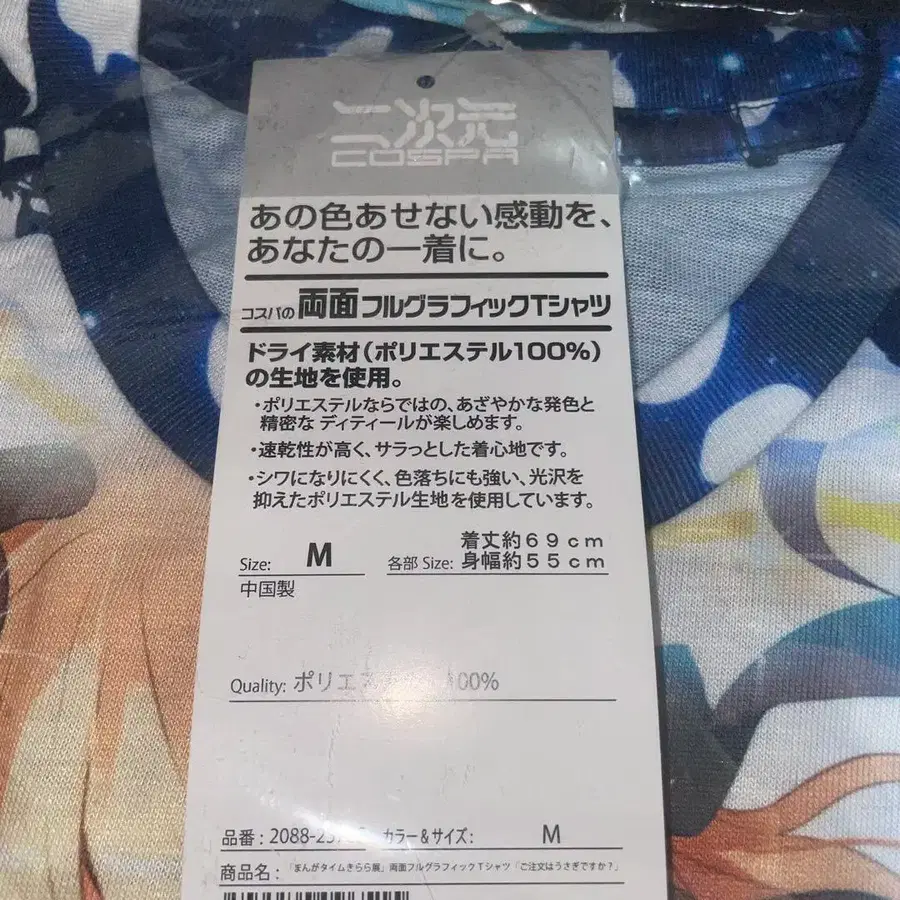 二次元
COSPA
あの色あせない感動を、
あなたの一着に。
コスパの両面フルグラフィックTシャツ
ドライ素材(ポリエステル100%)
の生地を使用。
・ポリエステルならではの、あざやかな発色と
精密な ディティールが楽しめます。
・速乾性が高く、サラっとした着心地です。
・シワになりにくく、色落ちにも強い、光沢を
抑えたポリエステル生地を使用しています。
着丈約69cm
Size: M 各部 Size: 身幅約55cm
中国製
Quality: ポリエステル100%
品番: カラー&サイズ: M
商品名: 「まんがタイムきらら展」両面フルグラフィックTシャツ「ご注文はうさぎですか?」